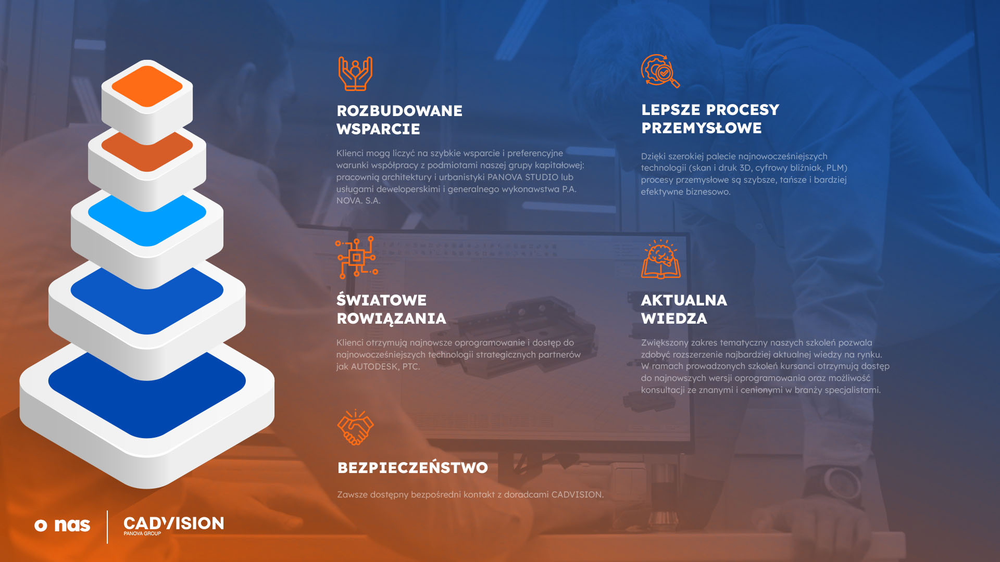 ROZBUDOWANE
WSPARCIE
Klienci mogą liczyć na szybkie wsparcie i preferencyjne
warunki współpracy z podmiotami naszej grupy kapitałowej:
pracownią architektury i urbanistyki PANOVA STUDIO lub
usługami deweloperskimi i generalnego wykonawstwa P.A.
NOVA. S.A.
LEPSZE PROCESY
PRZEMYSŁOWE
Dzięki szerokiej palecie najnowocześniejszych
technologii (skan i druk 3D, cyfrowy bliźniak, PLM)
procesy przemysłowe są szybsze, tańsze i bardziej
efektywne biznesowo.
ŚWIATOWE
ROWIĄZANIA
Klienci otrzymują najnowsze oprogramowanie i dostęp do
najnowocześniejszych technologii strategicznych partnerów
jak AUTODESK, PTC.
AKTUALNA
WIEDZA
Zwiększony zakres tematyczny naszych szkoleń pozwala
zdobyć rozszerzenie najbardziej aktualnej wiedzy na rynku.
W ramach prowadzonych szkoleń kursanci otrzymują dostęp
do najnowszych wersji oprogramowania oraz możliwość
konsultacji ze znanymi i cenionymi w branży specjalistami.
BEZPIECZEŃSTWO
Zawsze dostępny bezpośredni kontakt z doradcami CADVISION.
o nas
CADVISION
PANOVA GROUP